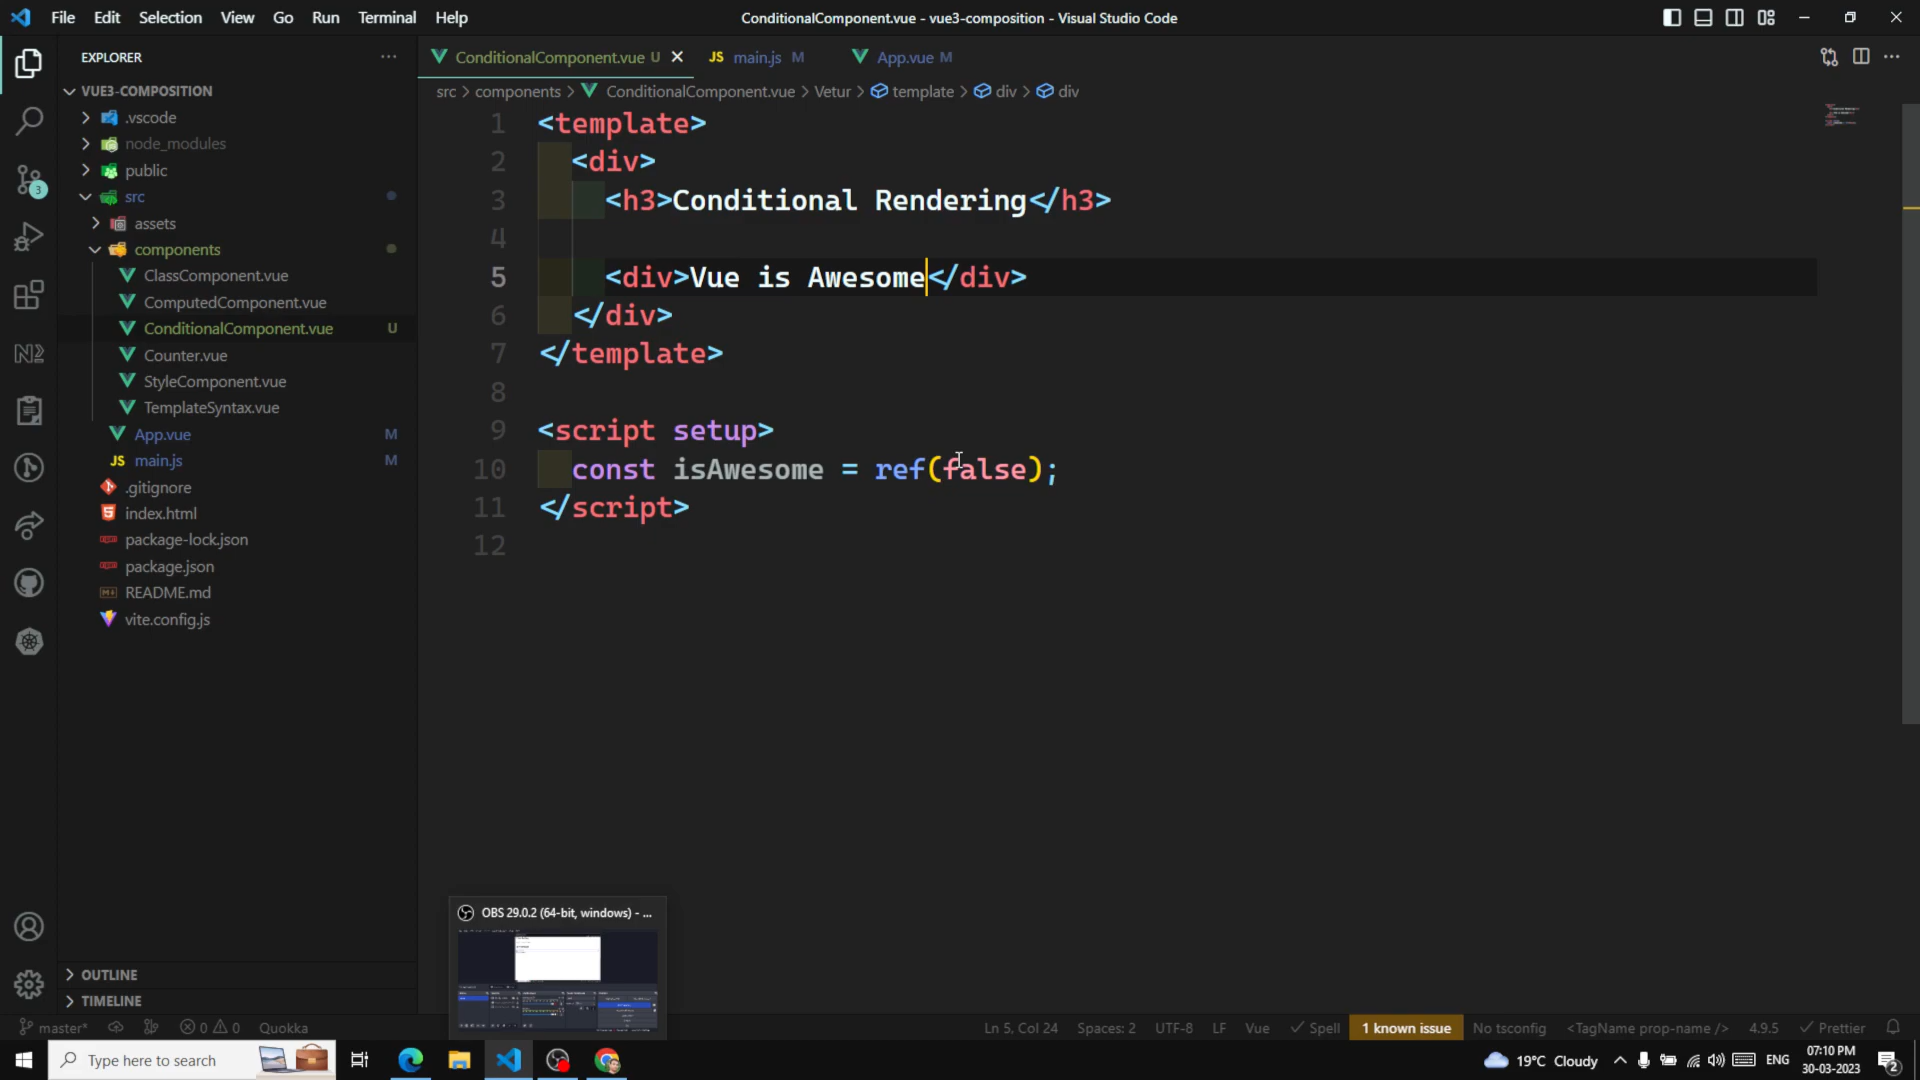 File Edit Selection View Go Run Terminal Help
ConditionalComponent.vue - vue3-composition - Visual Studio Code
EXPLORER
VUE3-COMPOSITION
.vscode
node_modules
public
src
assets
components
ClassComponent.vue
ComputedComponent.vue
ConditionalComponent.vue U
Counter.vue
StyleComponent.vue
TemplateSyntax.vue
App.vue M
main.js M
.gitignore
index.html
package-lock.json
package.json
README.md
vite.config.js
OUTLINE
TIMELINE
ConditionalComponent.vue U JS main.js M App.vue M
src > components > ConditionalComponent.vue > Vetur > template > div > div
1 <template>
2 <div>
3 <h3>Conditional Rendering</h3>
4
5 <div>Vue is Awesome</div>
6 </div>
7 </template>
8
9 <script setup>
10 const isAwesome = ref(false);
11 </script>
12
OBS 29.0.2 (64-bit, windows) - ...
master* 0 0 Quokka Ln 5, Col 24 Spaces: 2 UTF-8 LF Vue Spell 1 known issue No tsconfig <TagName prop-name /> 4.9.5 Prettier
Type here to search 19°C Cloudy ENG 07:10 PM
30-03-2023 2